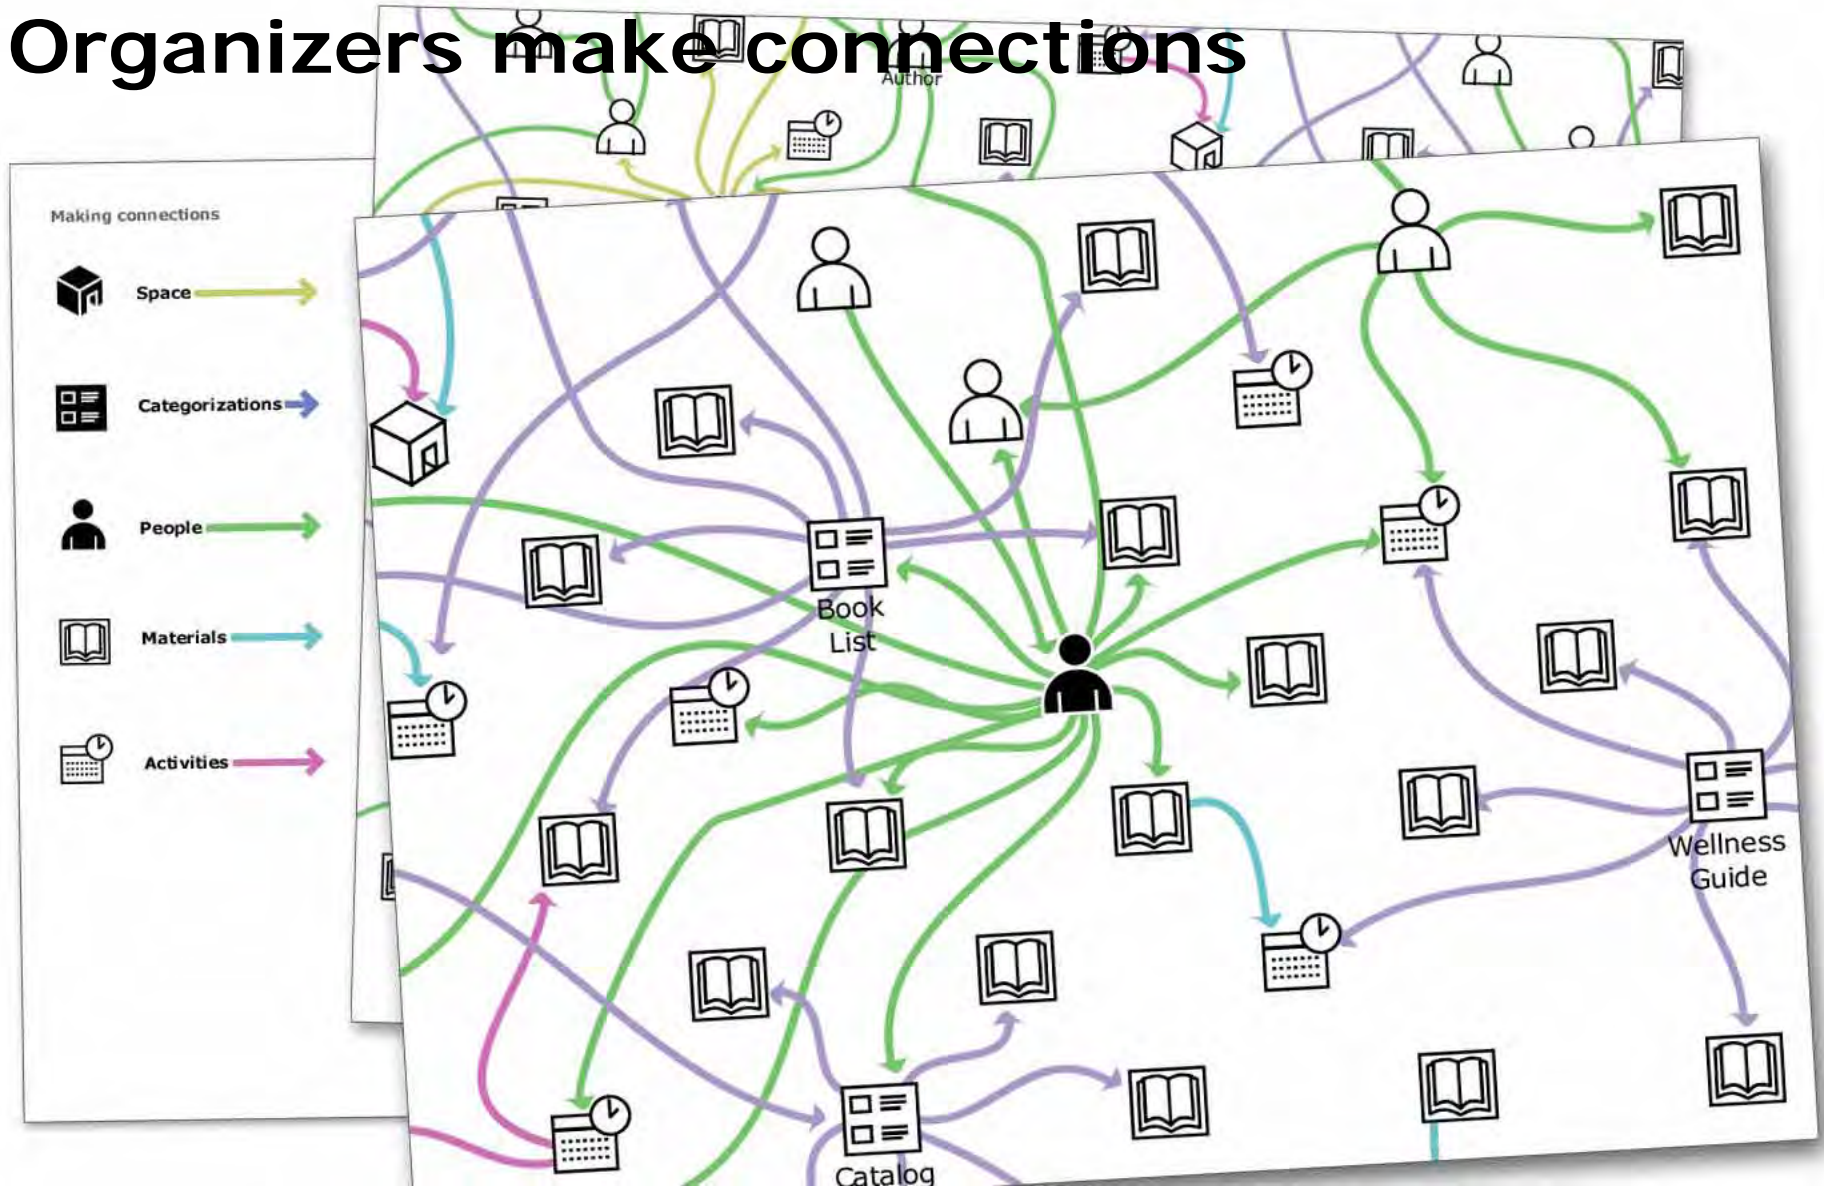 Organizers make connections
Author
Making connections
Space
Categorizations
People
Materials
Activities
Book
List
Wellness
Guide
Catalog